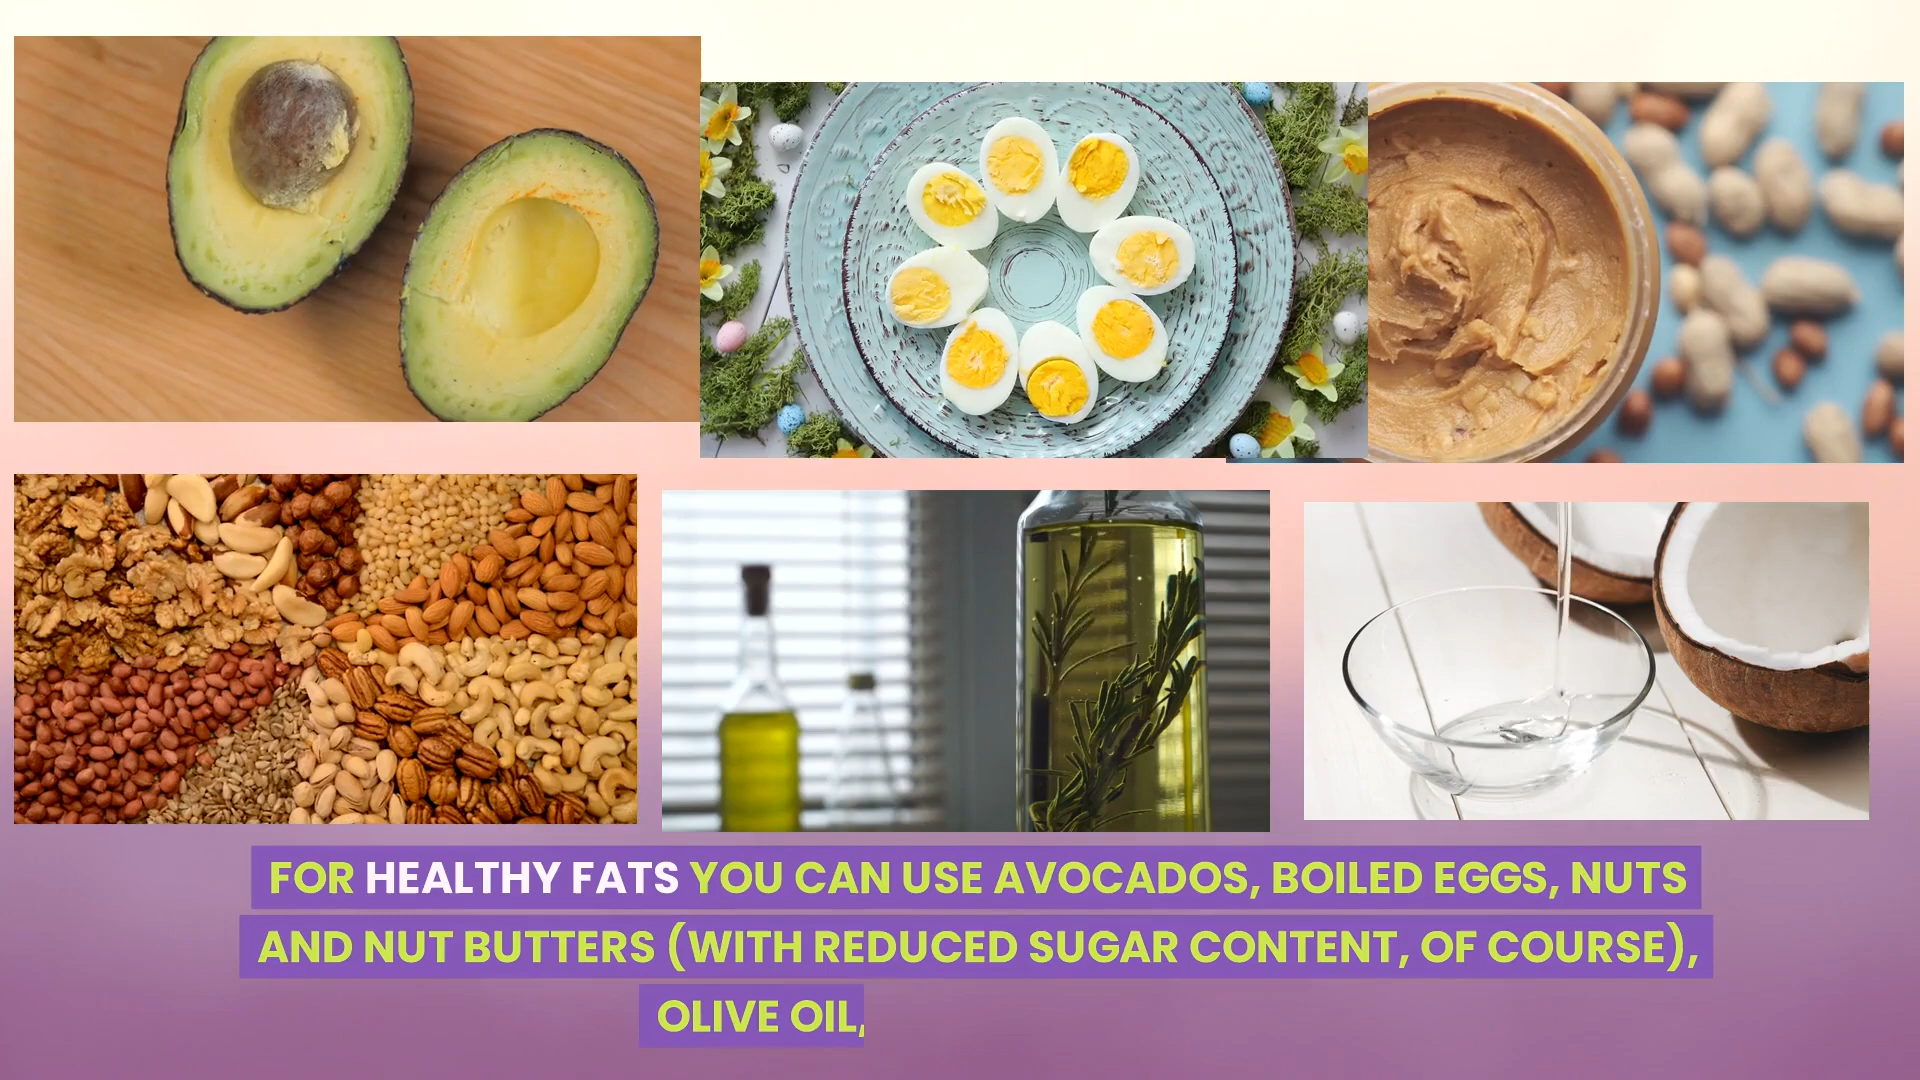 FOR HEALTHY FATS YOU CAN USE AVOCADOS, BOILED EGGS, NUTS
AND NUT BUTTERS (WITH REDUCED SUGAR CONTENT, OF COURSE),
OLIVE OIL,